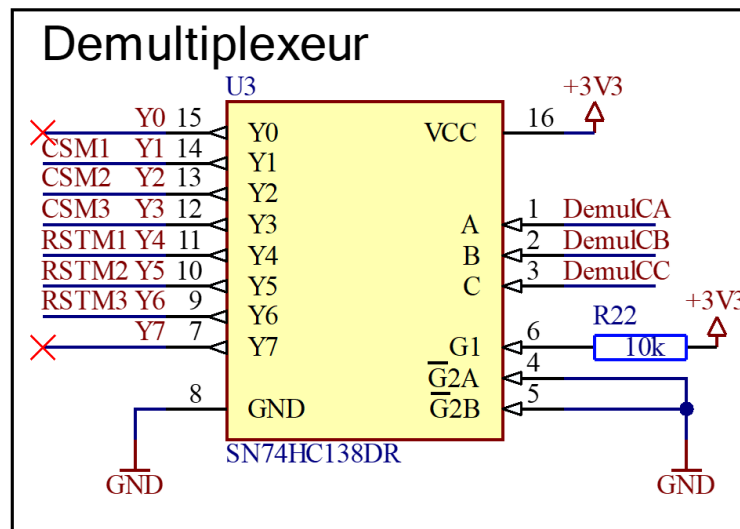 Demultiplexeur
U3
+3V3
Y0 15 Y0 VCC 16
CSM1 Y1 14 Y1
CSM2 Y2 13 Y2
CSM3 Y3 12 Y3 A 1 DemulCA
RSTM1 Y4 11 Y4 B 2 DemulCB
RSTM2 Y5 10 Y5 C 3 DemulCC
RSTM3 Y6 9 Y6
Y7 7 Y7 G1 6 R22 10k +3V3
G̅2A 4
8 GND G̅2B 5
SN74HC138DR
GND GND